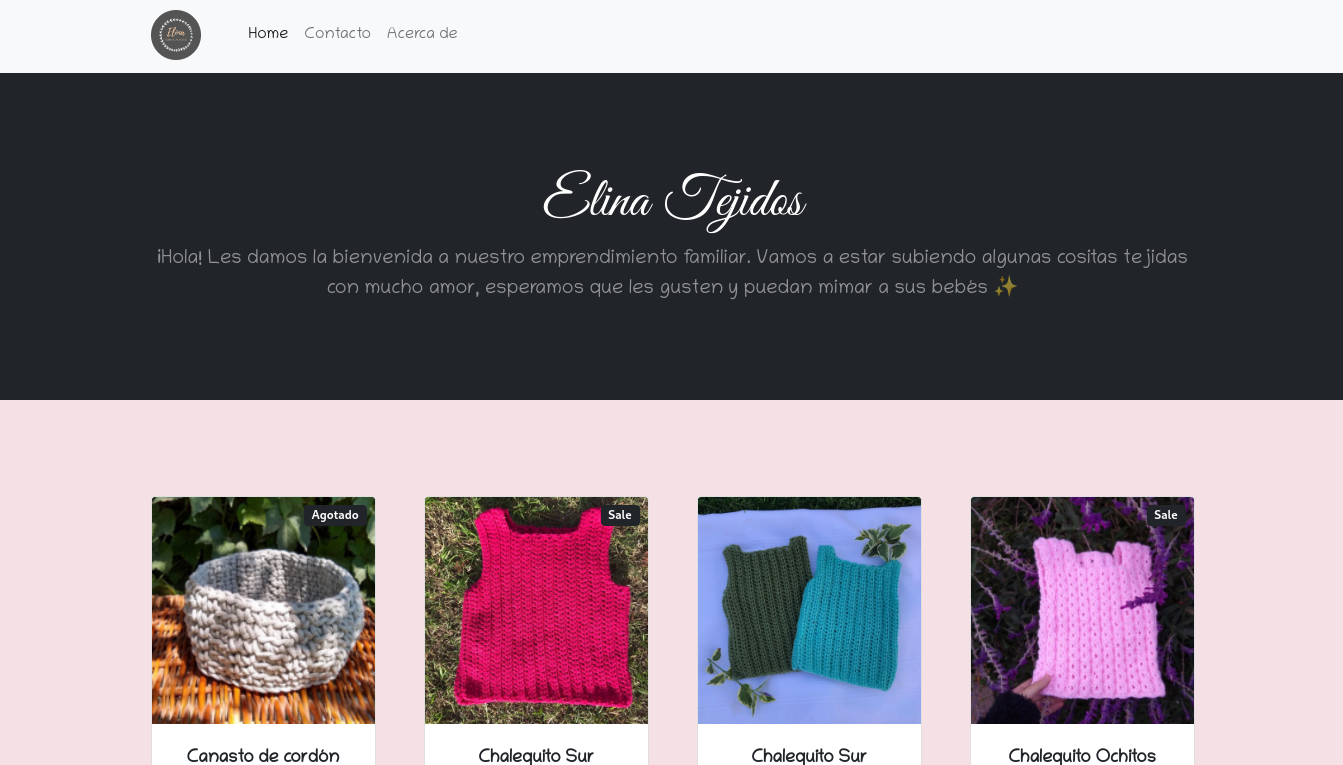 Elina
Home Contacto Acerca de
Elina Tejidos
¡Hola! Les damos la bienvenida a nuestro emprendimiento familiar. Vamos a estar subiendo algunas cositas tejidas
con mucho amor, esperamos que les gusten y puedan mimar a sus bebés ✨
Agotado
Sale
Sale
Canasto de cordón
Chalequito Sur
Chalequito Sur
Chalequito Ochitos